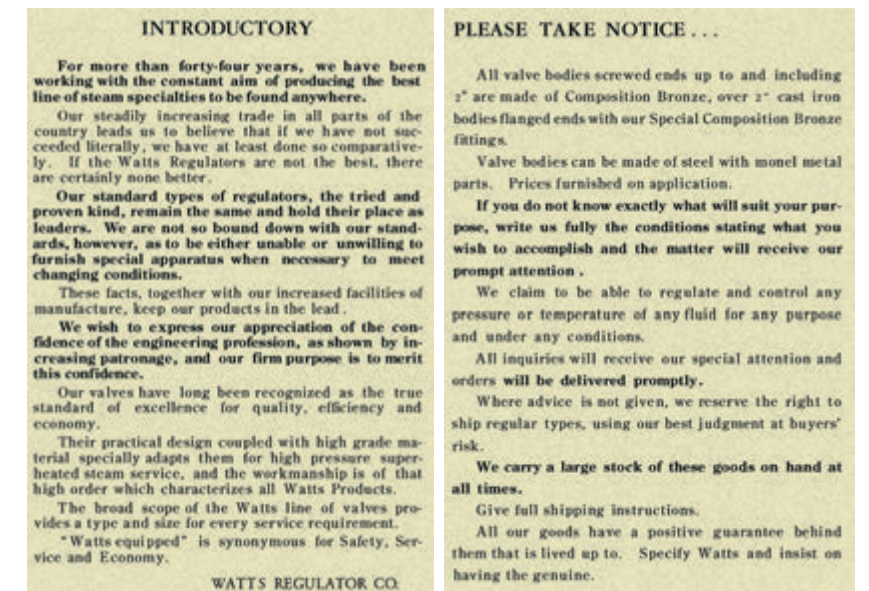 INTRODUCTORY
For more than forty-four years, we have been
working with the constant aim of producing the best
line of steam specialties to be found anywhere.
Our steadily increasing trade in all parts of the
country leads us to believe that if we have not suc-
ceeded literally, we have at least done so comparative-
ly. If the Watts Regulators are not the best, there
are certainly none better.
Our standard types of regulators, the tried and
proven kind, remain the same and hold their place as
leaders. We are not so bound down with our stand-
ards, however, as to be either unable or unwilling to
furnish special apparatus when necessary to meet
changing conditions.
These facts, together with our increased facilities of
manufacture, keep our products in the lead.
We wish to express our appreciation of the con-
fidence of the engineering profession, as shown by in-
creasing patronage, and our firm purpose is to merit
this confidence.
Our valves have long been recognized as the true
standard of excellence for quality, efficiency and
economy.
Their practical design coupled with high grade ma-
terial specially adapts them for high pressure super-
heated steam service, and the workmanship is of that
high order which characterizes all Watts Products.
The broad scope of the Watts line of valves pro-
vides a type and size for every service requirement.
"Watts equipped" is synonymous for Safety, Ser-
vice and Economy.
WATTS REGULATOR CO.
PLEASE TAKE NOTICE...
All valve bodies screwed ends up to and including
2" are made of Composition Bronze, over 2" cast iron
bodies flanged ends with our Special Composition Bronze
fittings.
Valve bodies can be made of steel with monel metal
parts. Prices furnished on application.
If you do not know exactly what will suit your pur-
pose, write us fully the conditions stating what you
wish to accomplish and the matter will receive our
prompt attention.
We claim to be able to regulate and control any
pressure or temperature of any fluid for any purpose
and under any conditions.
All inquiries will receive our special attention and
orders will be delivered promptly.
Where advice is not given, we reserve the right to
ship regular types, using our best judgment at buyers'
risk.
We carry a large stock of these goods on hand at
all times.
Give full shipping instructions.
All our goods have a positive guarantee behind
them that is lived up to. Specify Watts and insist on
having the genuine.